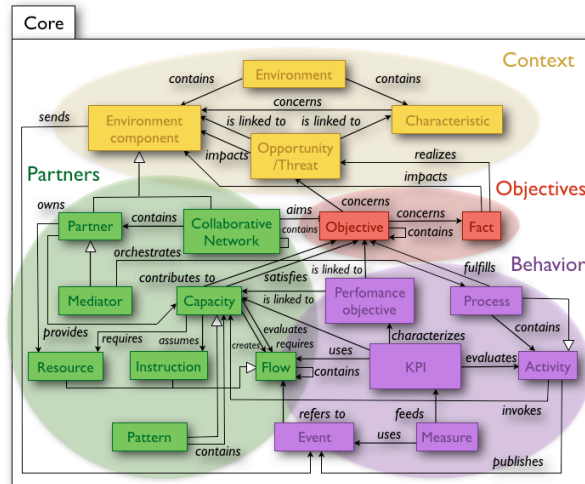 Core
Context
Environment
contains
contains
sends
concerns
Environment
component
is linked to
is linked to
Characteristic
Opportunity
/Threat
impacts
realizes
Partners
impacts
Objectives
owns
concerns
Partner
contains
Collaborative
Network
aims
contains
Objective
concerns
contains
Fact
orchestrates
Behavior
contributes to
satisfies
is linked to
fulfills
Mediator
Capacity
is linked to
Perfomance
objective
Process
provides
requires
assumes
creates
evaluates
requires
characterizes
contains
uses
evaluates
Resource
Instruction
Flow
contains
KPI
Activity
refers to
feeds
invokes
Pattern
contains
Event
uses
Measure
publishes